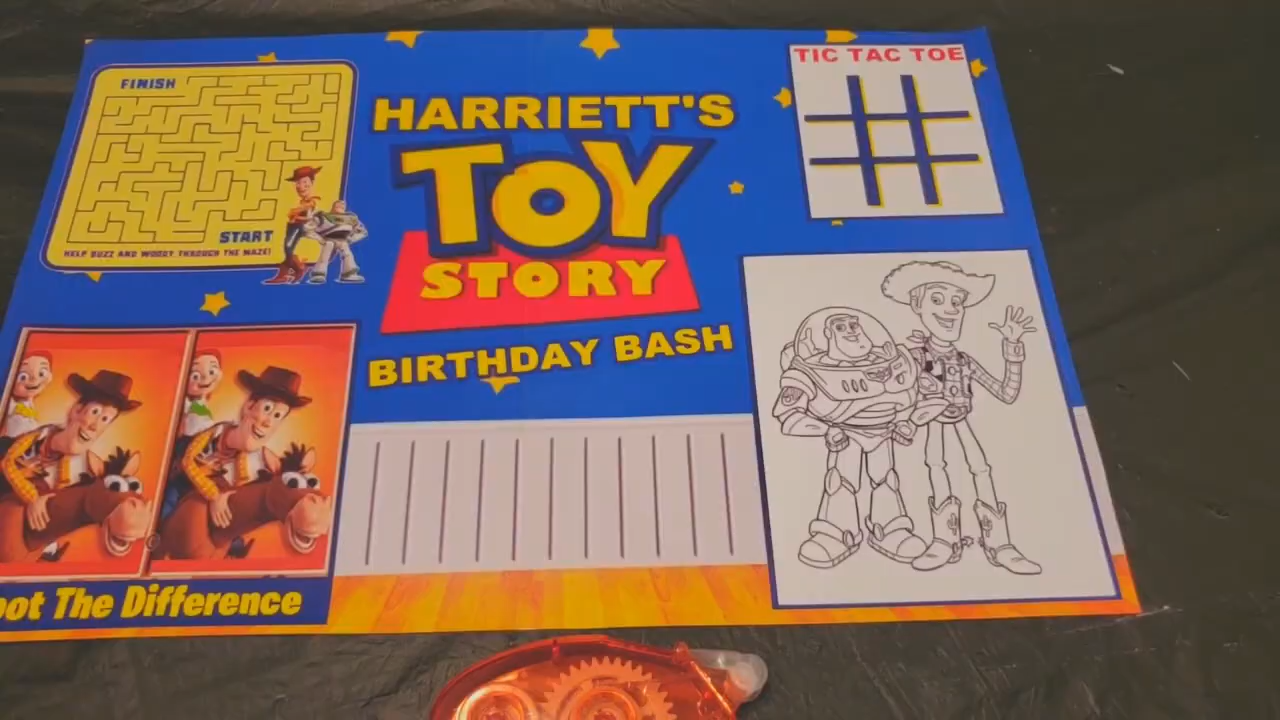 FINISH
START
HELP BUZZ AND WOODY THROUGH THE MAZE!
HARRIETT'S
TOY
STORY
BIRTHDAY BASH
TIC TAC TOE
The Difference